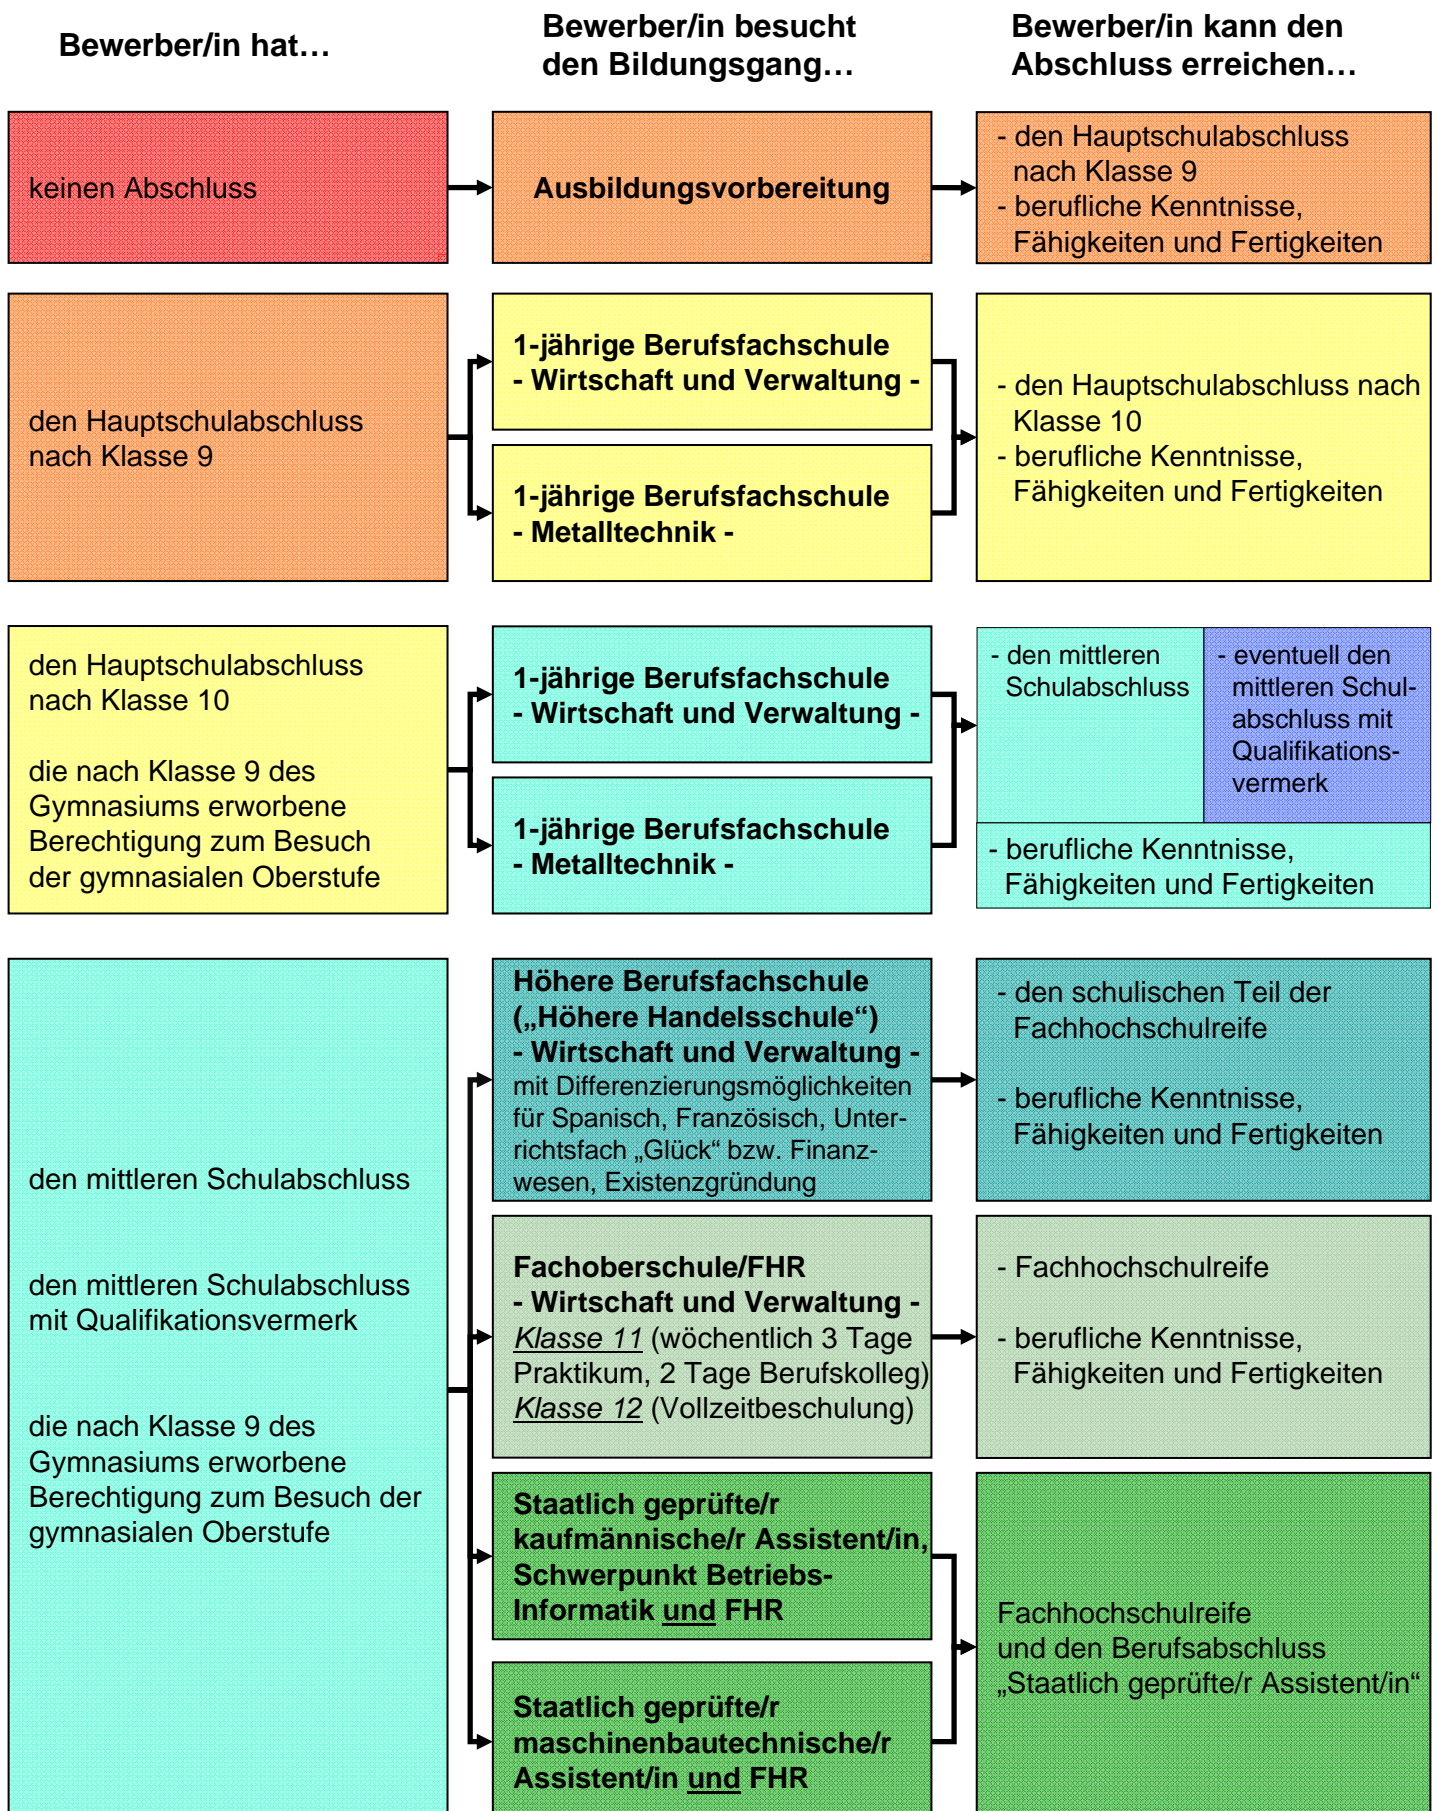 Bewerber/in hat…
Bewerber/in besucht
den Bildungsgang…
Bewerber/in kann den
Abschluss erreichen…
keinen Abschluss
Ausbildungsvorbereitung
- den Hauptschulabschluss
nach Klasse 9
- berufliche Kenntnisse,
Fähigkeiten und Fertigkeiten
den Hauptschulabschluss
nach Klasse 9
1-jährige Berufsfachschule
- Wirtschaft und Verwaltung -
1-jährige Berufsfachschule
- Metalltechnik -
- den Hauptschulabschluss nach
Klasse 10
- berufliche Kenntnisse,
Fähigkeiten und Fertigkeiten
den Hauptschulabschluss
nach Klasse 10
die nach Klasse 9 des
Gymnasiums erworbene
Berechtigung zum Besuch
der gymnasialen Oberstufe
1-jährige Berufsfachschule
- Wirtschaft und Verwaltung -
1-jährige Berufsfachschule
- Metalltechnik -
- den mittleren
Schulabschluss
- eventuell den
mittleren Schul-
abschluss mit
Qualifikations-
vermerk
- berufliche Kenntnisse,
Fähigkeiten und Fertigkeiten
den mittleren Schulabschluss
den mittleren Schulabschluss
mit Qualifikationsvermerk
die nach Klasse 9 des
Gymnasiums erworbene
Berechtigung zum Besuch der
gymnasialen Oberstufe
Höhere Berufsfachschule
(„Höhere Handelsschule“)
- Wirtschaft und Verwaltung -
mit Differenzierungsmöglichkeiten
für Spanisch, Französisch, Unter-
richtsfach „Glück“ bzw. Finanz-
wesen, Existenzgründung
- den schulischen Teil der
Fachhochschulreife
- berufliche Kenntnisse,
Fähigkeiten und Fertigkeiten
Fachoberschule/FHR
- Wirtschaft und Verwaltung -
Klasse 11 (wöchentlich 3 Tage
Praktikum, 2 Tage Berufskolleg)
Klasse 12 (Vollzeitbeschulung)
- Fachhochschulreife
- berufliche Kenntnisse,
Fähigkeiten und Fertigkeiten
Staatlich geprüfte/r
kaufmännische/r Assistent/in,
Schwerpunkt Betriebs-
Informatik und FHR
Staatlich geprüfte/r
maschinenbautechnische/r
Assistent/in und FHR
Fachhochschulreife
und den Berufsabschluss
„Staatlich geprüfte/r Assistent/in“